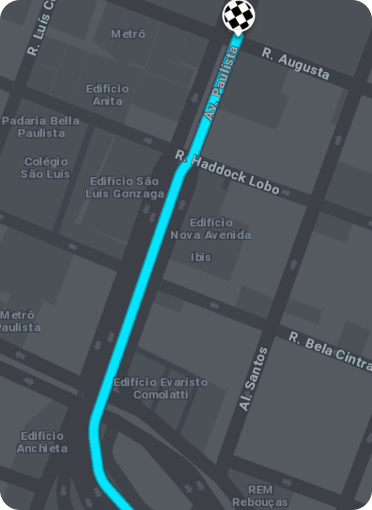 R. Luís C
Metrô
R. Augusta
Av. Paulista
Edifício
Anita
Padaria Bella
Paulista
R. Haddock Lobo
Colégio
São Luís
Edifício São
Luís Gonzaga
Edifício
Nova Avenida
Ibis
Metrô
Paulista
R. Bela Cintra
Al. Santos
Edifício Evaristo
Comolatti
Edifício
Anchieta
REM
Rebouças